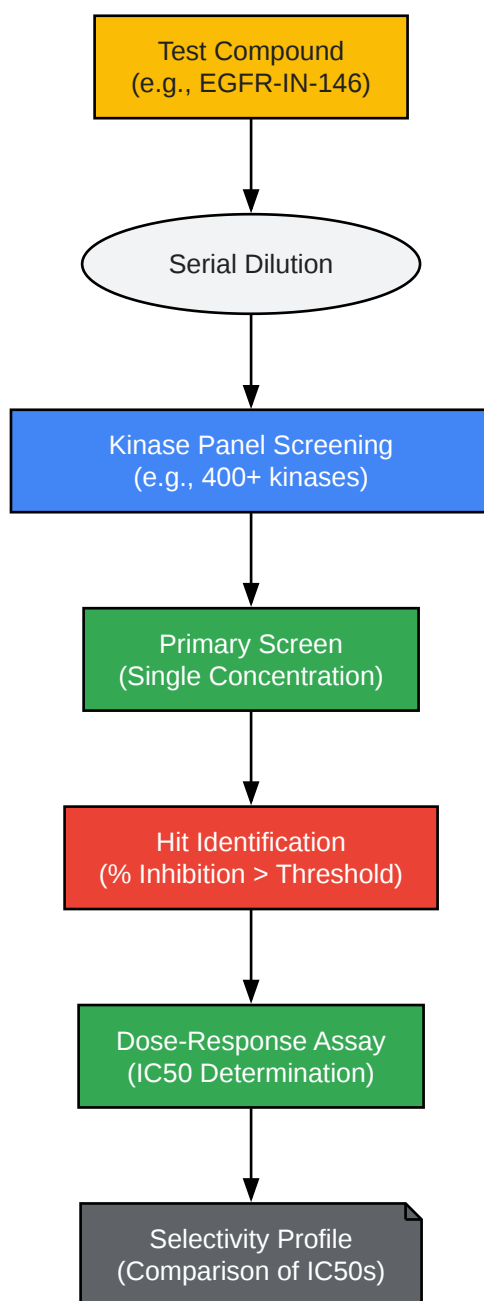 Test Compound
(e.g., EGFR-IN-146)
Serial Dilution
Kinase Panel Screening
(e.g., 400+ kinases)
Primary Screen
(Single Concentration)
Hit Identification
(% Inhibition > Threshold)
Dose-Response Assay
(IC50 Determination)
Selectivity Profile
(Comparison of IC50s)